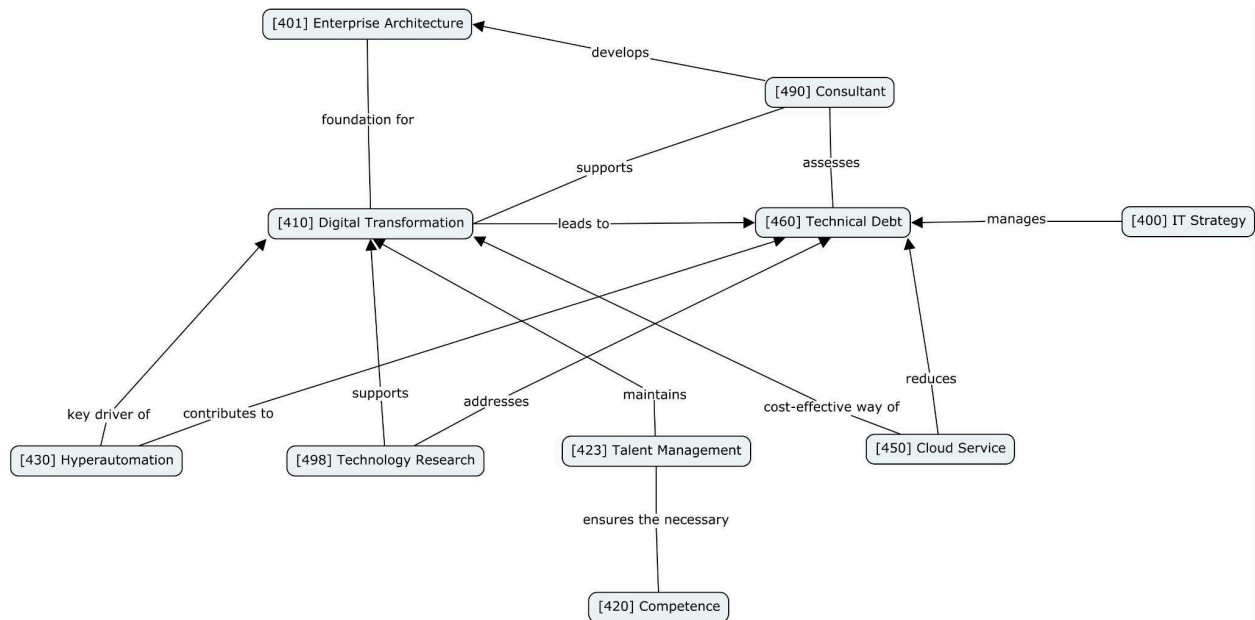 [401] Enterprise Architecture
develops
[490] Consultant
foundation for
supports
assesses
[410] Digital Transformation
leads to
[460] Technical Debt
manages
[400] IT Strategy
key driver of
contributes to
supports
addresses
maintains
cost-effective way of
reduces
[430] Hyperautomation
[498] Technology Research
[423] Talent Management
[450] Cloud Service
ensures the necessary
[420] Competence